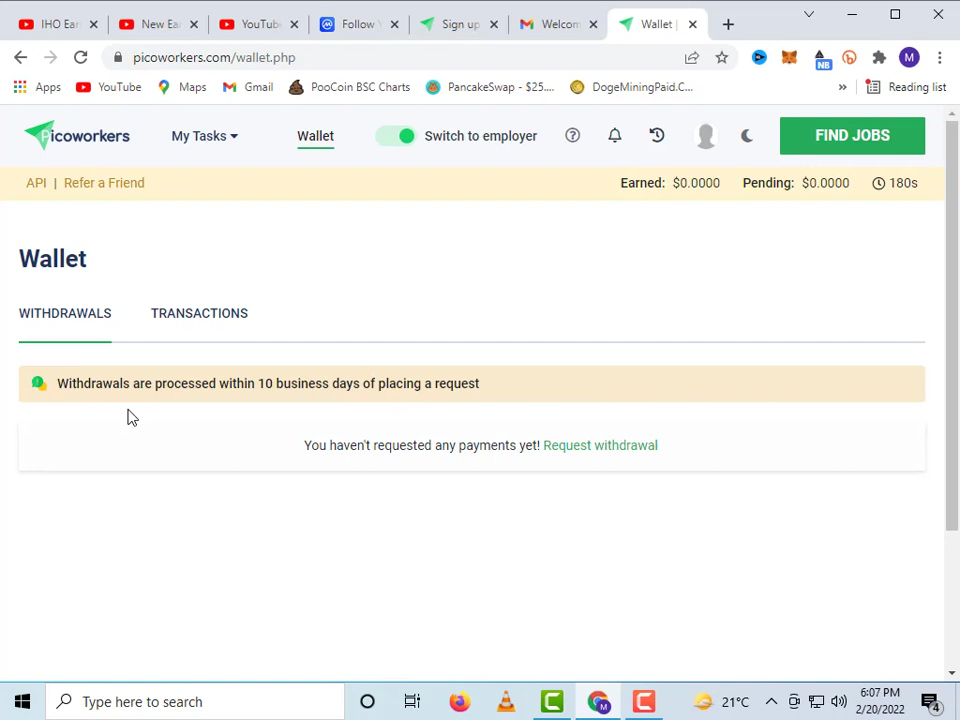 IHO Ear
New Ea
YouTube
Follow
Sign up
Welcom
Wallet |
picoworkers.com/wallet.php
NB
M
Apps
YouTube
Maps
Gmail
PooCoin BSC Charts
PancakeSwap - $25....
DogeMiningPaid.C...
»
Reading list
Picoworkers
My Tasks
Wallet
Switch to employer
FIND JOBS
API | Refer a Friend
Earned: $0.0000
Pending: $0.0000
180s
Wallet
WITHDRAWALS
TRANSACTIONS
Withdrawals are processed within 10 business days of placing a request
You haven't requested any payments yet! Request withdrawal
Type here to search
M
21°C
6:07 PM
2/20/2022
4